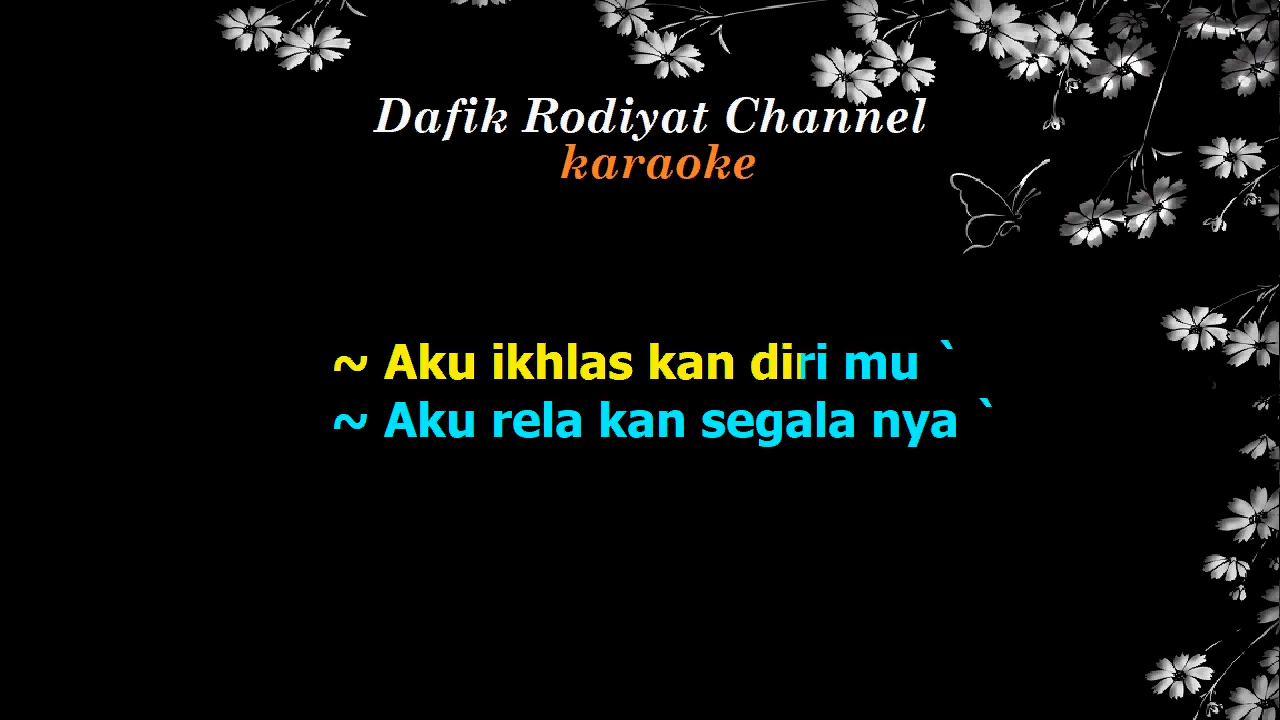 Dafik Rodiyat Channel
karaoke
~ Aku ikhlas kan diri mu `
~ Aku rela kan segala nya `